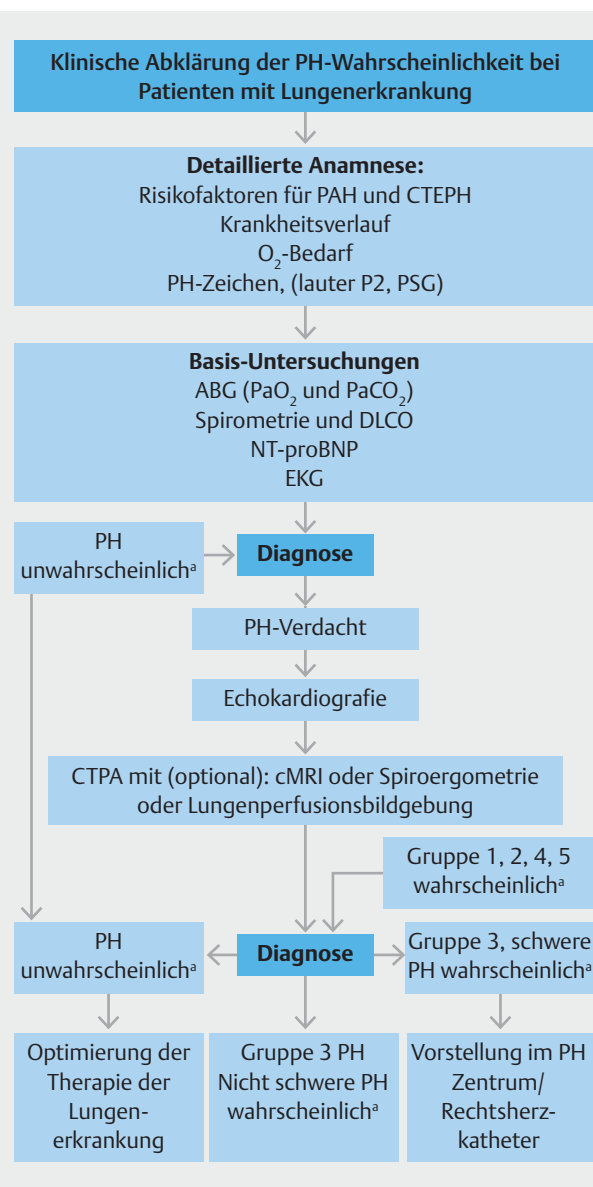 Klinische Abklärung der PH-Wahrscheinlichkeit bei
Patienten mit Lungenerkrankung
Detaillierte Anamnese:
Risikofaktoren für PAH und CTEPH
Krankheitsverlauf
O₂-Bedarf
PH-Zeichen, (lauter P2, PSG)
Basis-Untersuchungen
ABG (PaO₂ und PaCO₂)
Spirometrie und DLCO
NT-proBNP
EKG
PH
unwahrscheinlichᵃ
Diagnose
PH-Verdacht
Echokardiografie
CTPA mit (optional): cMRI oder Spiroergometrie
oder Lungenperfusionsbildgebung
Gruppe 1, 2, 4, 5
wahrscheinlichᵃ
PH
unwahrscheinlichᵃ
Diagnose
Gruppe 3, schwere
PH wahrscheinlichᵃ
Optimierung der
Therapie der
Lungen-
erkrankung
Gruppe 3 PH
Nicht schwere PH
wahrscheinlichᵃ
Vorstellung im PH
Zentrum/
Rechtsherz-
katheter